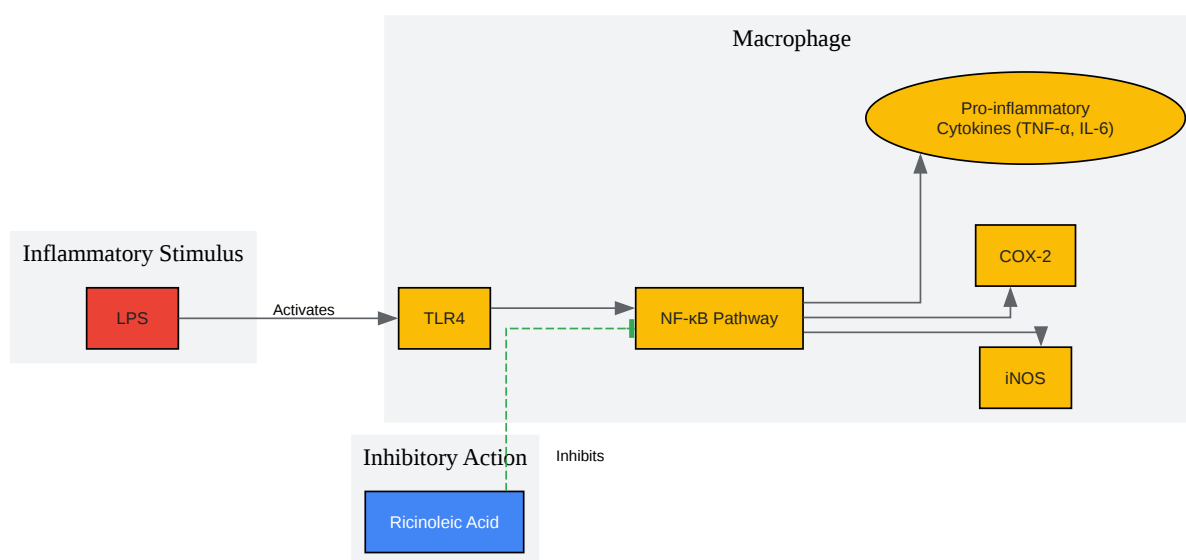 Macrophage
Pro-inflammatory
Cytokines (TNF-α, IL-6)
Inflammatory Stimulus
COX-2
LPS
Activates
TLR4
NF-κB Pathway
iNOS
Inhibitory Action
Inhibits
Ricinoleic Acid